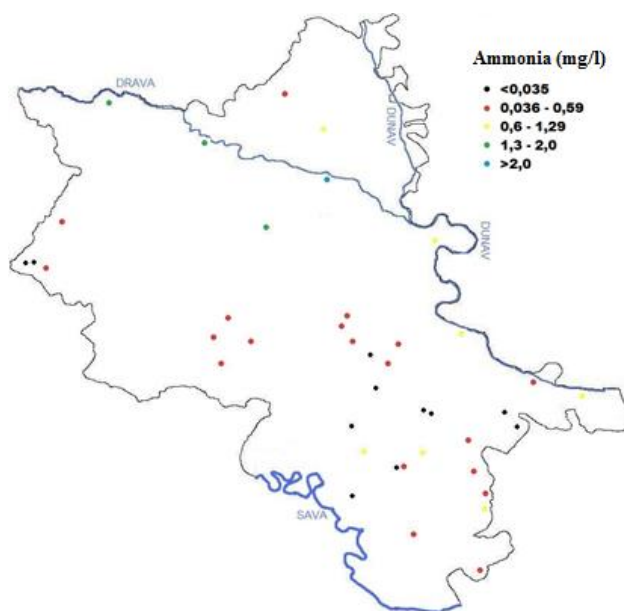 Ammonia (mg/l)
<0,035
0,036 - 0,59
0,6 - 1,29
1,3 - 2,0
>2,0
DRAVA
DUNAV
DUNAV
SAVA